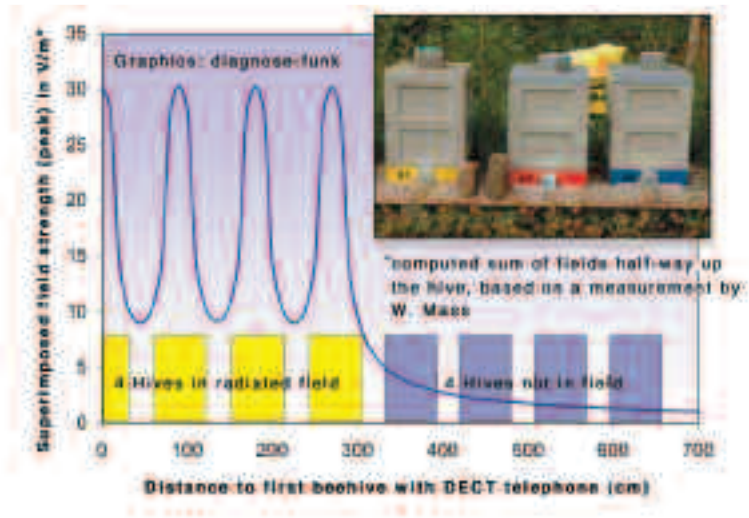 Superimposed field strength (peak) in V/m*
35
30
25
20
15
10
5
0
Graphics: diagnose-funk
*computed sum of fields half-way up
the hive, based on a measurement by
W. Mass
4 Hives in radiated field
4 Hives not in field
0
100
200
300
400
500
600
700
Distance to first beehive with DECT telephone (cm)